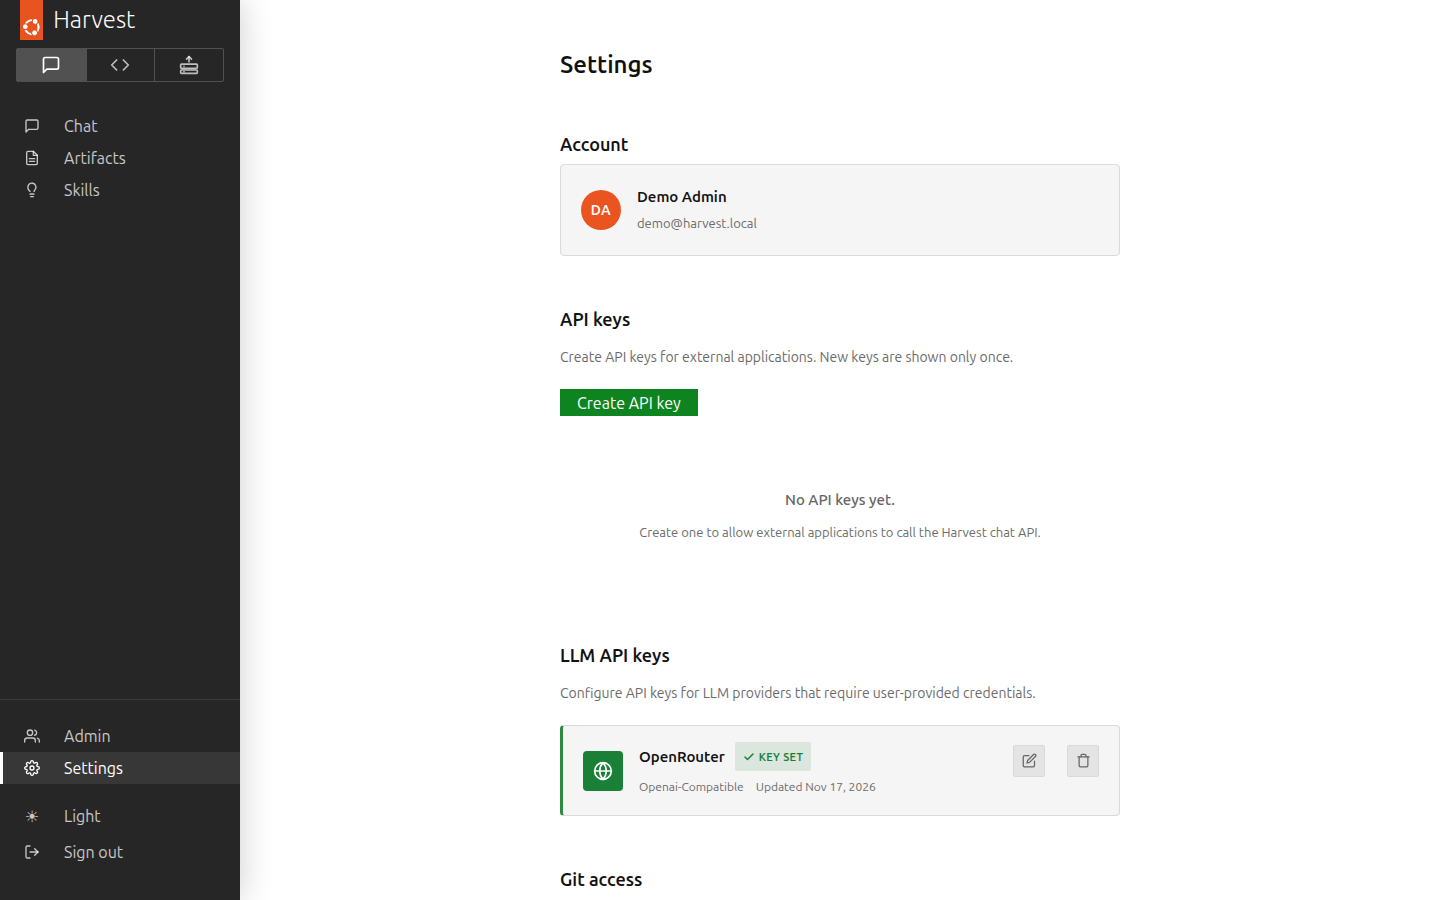 Harvest
Chat
Artifacts
Skills
Admin
Settings
Light
Sign out
Settings
Account
DA
Demo Admin
demo@harvest.local
API keys
Create API keys for external applications. New keys are shown only once.
Create API key
No API keys yet.
Create one to allow external applications to call the Harvest chat API.
LLM API keys
Configure API keys for LLM providers that require user-provided credentials.
OpenRouter
KEY SET
Openai-Compatible
Updated Nov 17, 2026
Git access